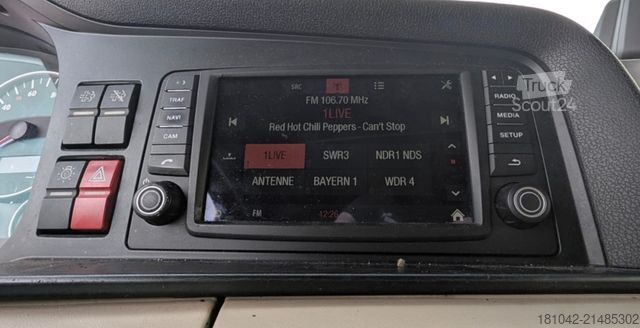 SRC
FM 106.70 MHz
1LIVE
Red Hot Chili Peppers - Can't Stop
1LIVE SWR3 NDR1 NDS
ANTENNE BAYERN 1 WDR 4
FM 12:26
TRAF
NAVI
CAM
RADIO
MEDIA
SETUP
Truck
Scout24
181042-21485302